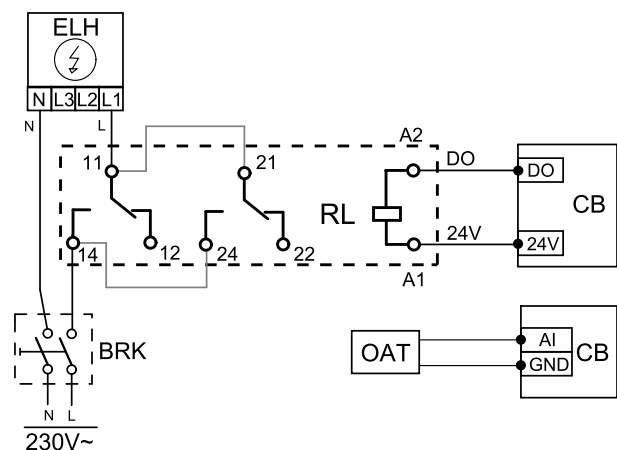 ELH
N L3 L2 L1
N
L
A2
DO
11
21
DO
RL
CB
24V
24V
14
12
24
22
A1
BRK
OAT
AI
GND
CB
N L
230V~